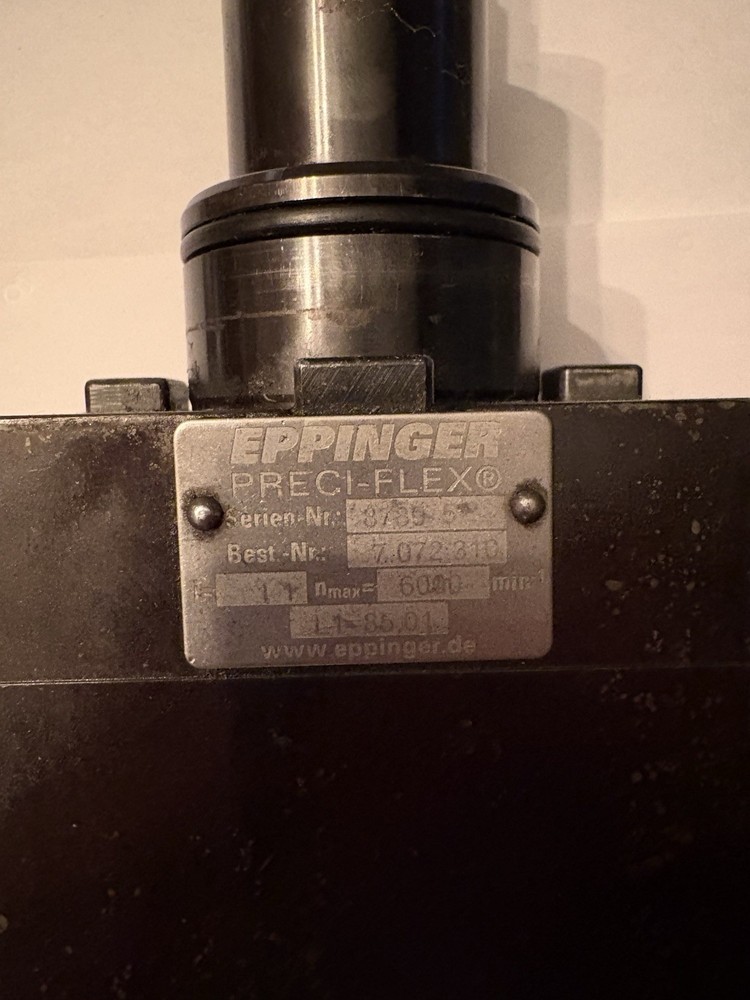 EPPINGER
PRECI-FLEX®
Serien-Nr.:
Best.-Nr.: 7.072.310
nmax= 6000 min-1
L1=85,01
www.eppinger.de